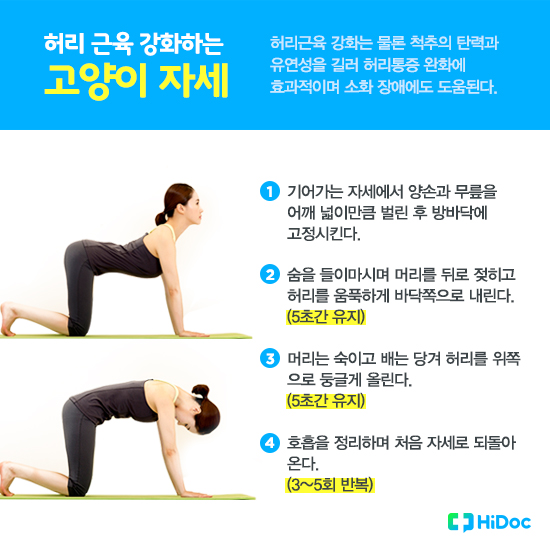 허리 근육 강화하는
고양이 자세
허리근육 강화는 물론 척추의 탄력과
유연성을 길러 허리통증 완화에
효과적이며 소화 장애에도 도움된다.
1 기어가는 자세에서 양손과 무릎을
어깨 넓이만큼 벌린 후 방바닥에
고정시킨다.
2 숨을 들이마시며 머리를 뒤로 젖히고
허리를 움푹하게 바닥쪽으로 내린다.
(5초간 유지)
3 머리는 숙이고 배는 당겨 허리를 위쪽
으로 둥글게 올린다.
(5초간 유지)
4 호흡을 정리하며 처음 자세로 되돌아
온다.
(3~5회 반복)
HiDoc